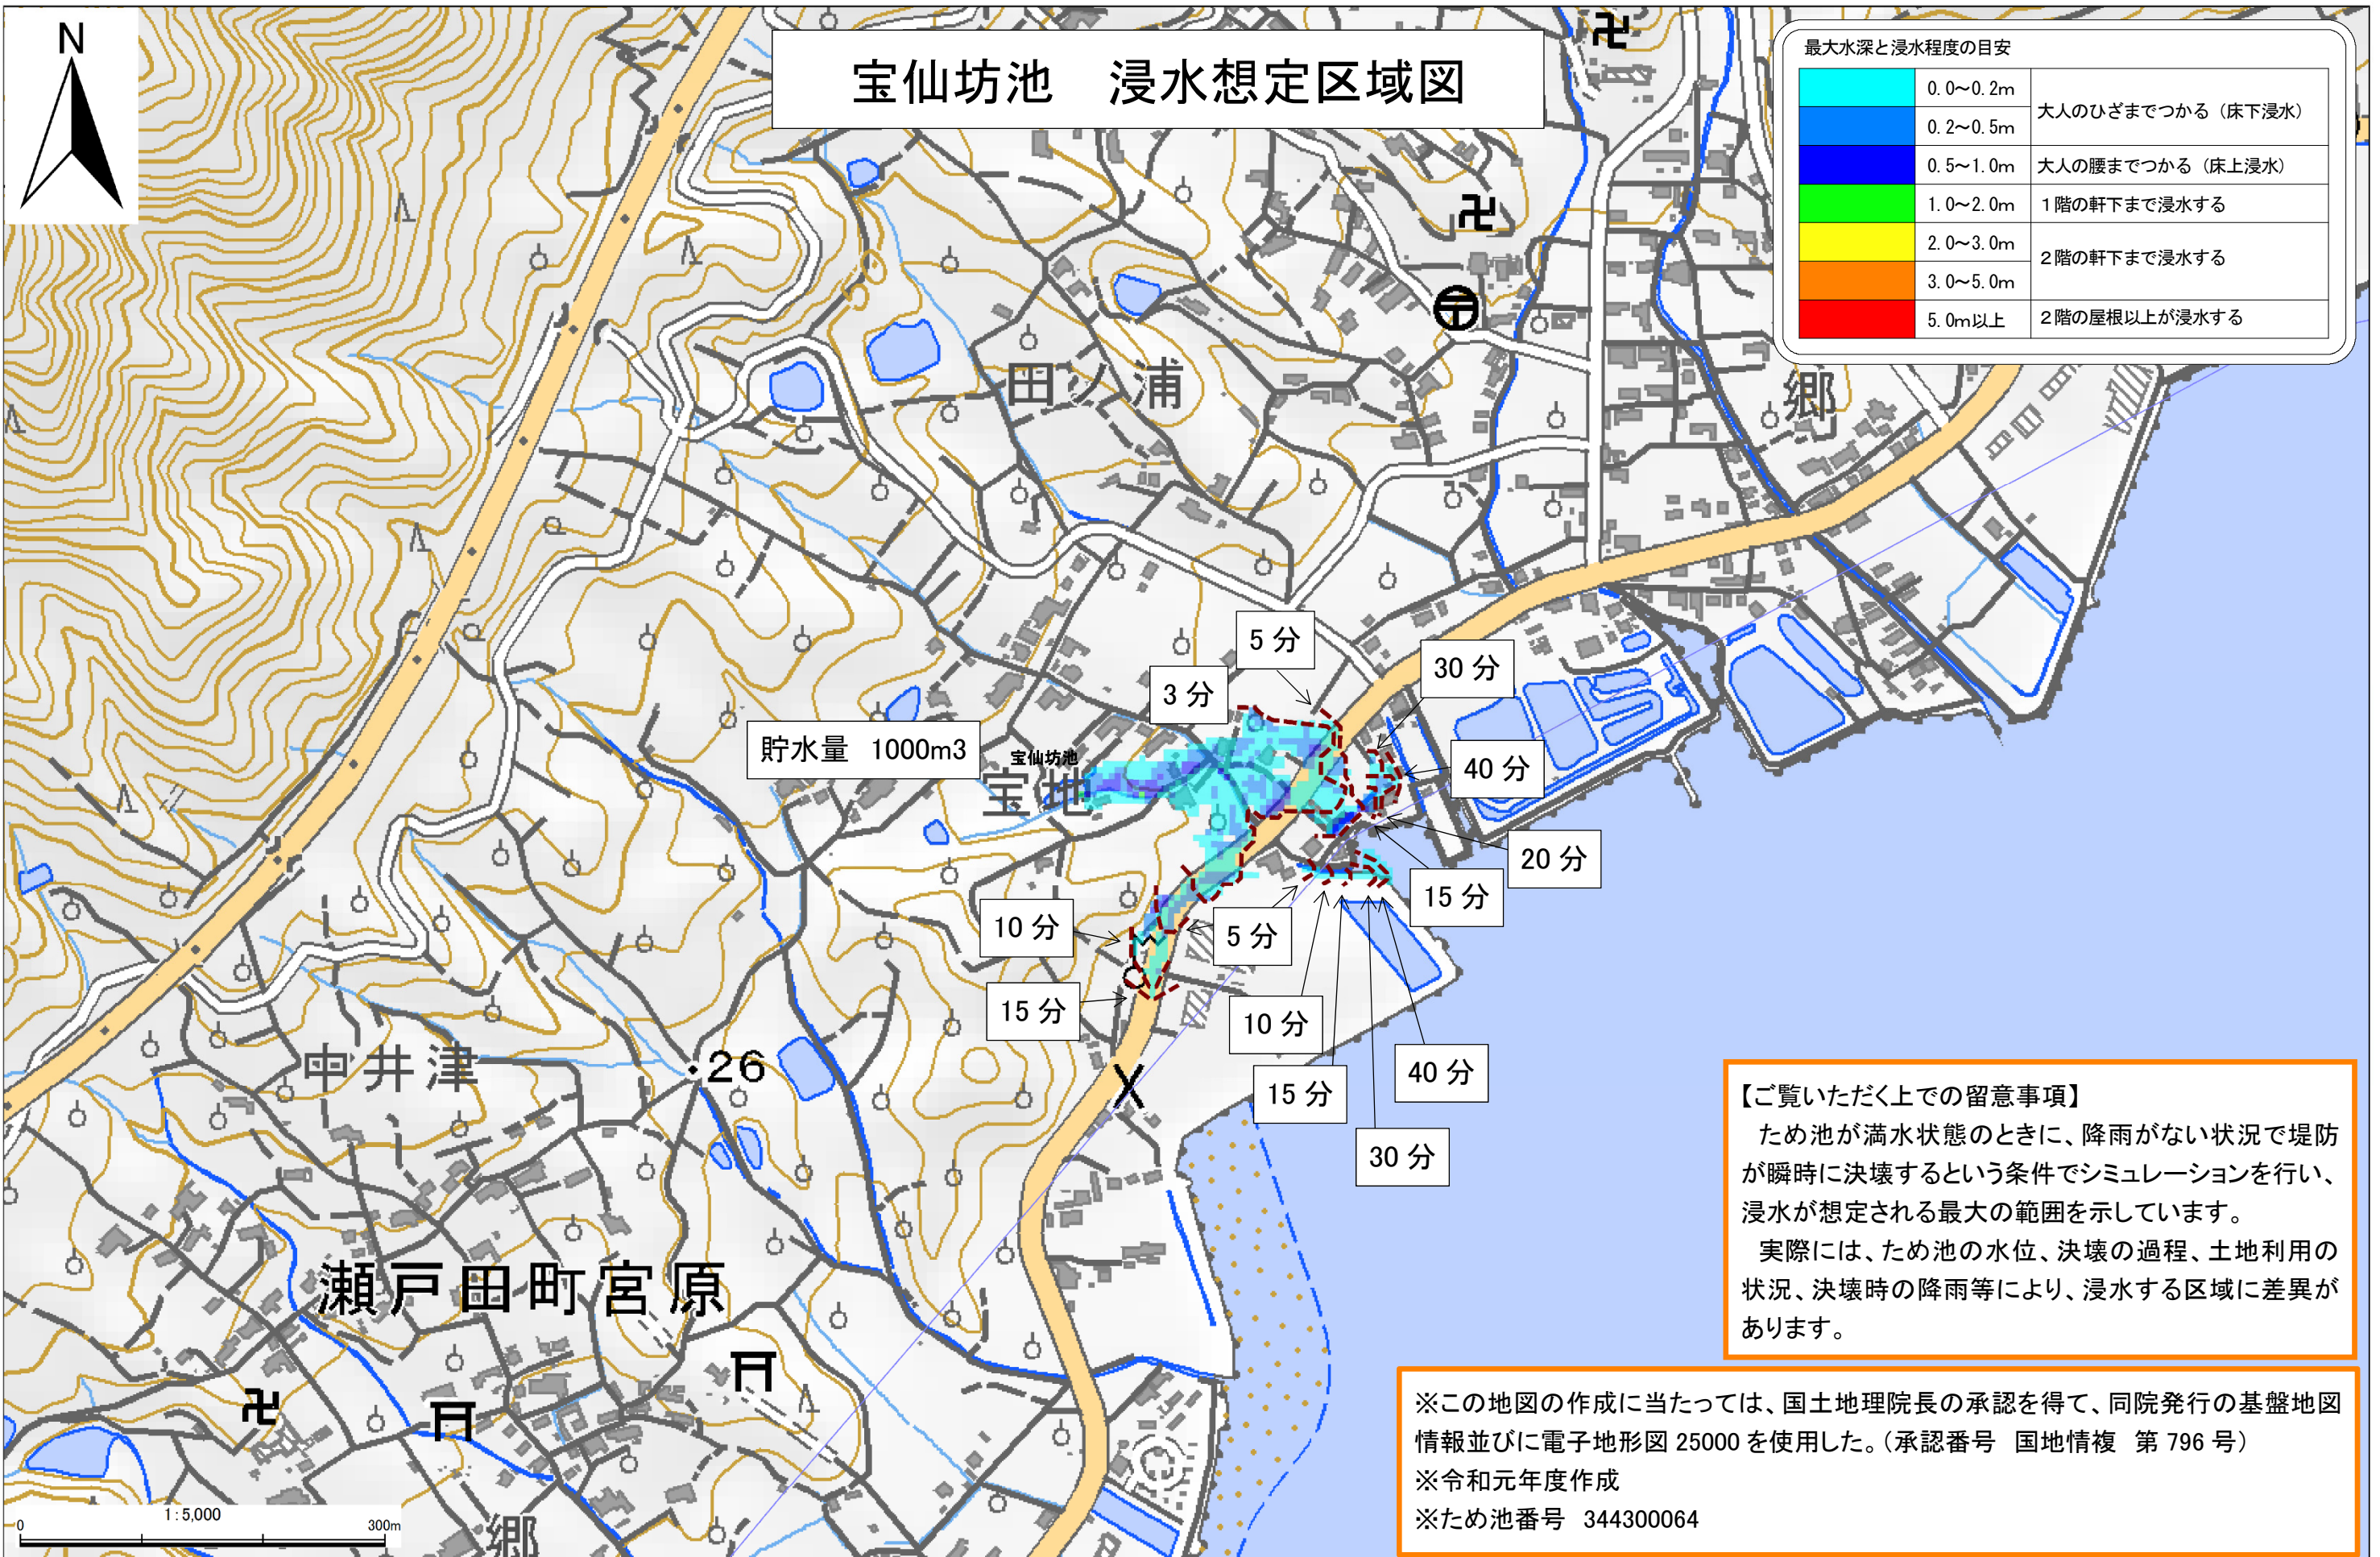 N
宝仙坊池　浸水想定区域図
最大水深と浸水程度の目安
0.0～0.2m
大人のひざまでつかる（床下浸水）
0.2～0.5m
0.5～1.0m　大人の腰までつかる（床上浸水）
1.0～2.0m　１階の軒下まで浸水する
2.0～3.0m
２階の軒下まで浸水する
3.0～5.0m
5.0m以上　２階の屋根以上が浸水する
田ノ浦
郷
5 分
30 分
3 分
貯水量　1000m3
宝仙坊池
宝地
40 分
20 分
15 分
10 分
5 分
15 分
10 分
40 分
15 分
30 分
中井津
26
瀬戸田町宮原
郷
【ご覧いただく上での留意事項】
ため池が満水状態のときに、降雨がない状況で堤防
が瞬時に決壊するという条件でシミュレーションを行い、
浸水が想定される最大の範囲を示しています。
実際には、ため池の水位、決壊の過程、土地利用の
状況、決壊時の降雨等により、浸水する区域に差異が
あります。
※この地図の作成に当たっては、国土地理院長の承認を得て、同院発行の基盤地図
情報並びに電子地形図 25000 を使用した。（承認番号　国地情複　第 796 号）
※令和元年度作成
※ため池番号　344300064
1:5,000
0　300m